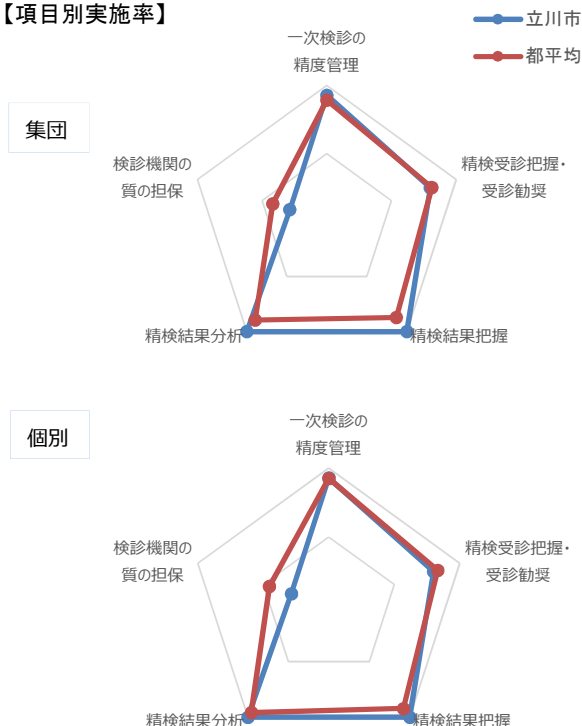 【項目別実施率】
立川市
都平均
集団
一次検診の
精度管理
精検受診把握・
受診勧奨
精検結果把握
精検結果分析
検診機関の
質の担保
個別
一次検診の
精度管理
精検受診把握・
受診勧奨
精検結果把握
精検結果分析
検診機関の
質の担保